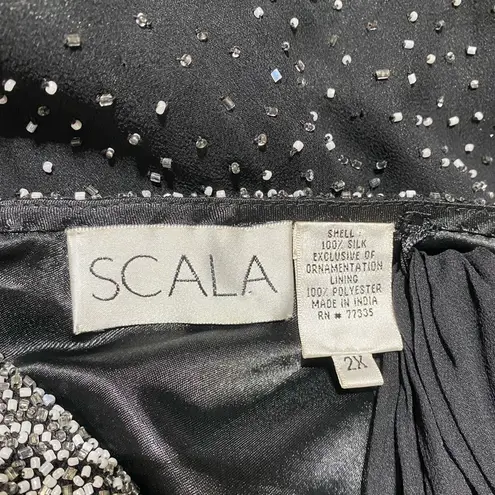 SCALA
SHELL:
100% SILK
EXCLUSIVE OF
ORNAMENTATION
LINING
100% POLYESTER
MADE IN INDIA
RN # 77335
2X